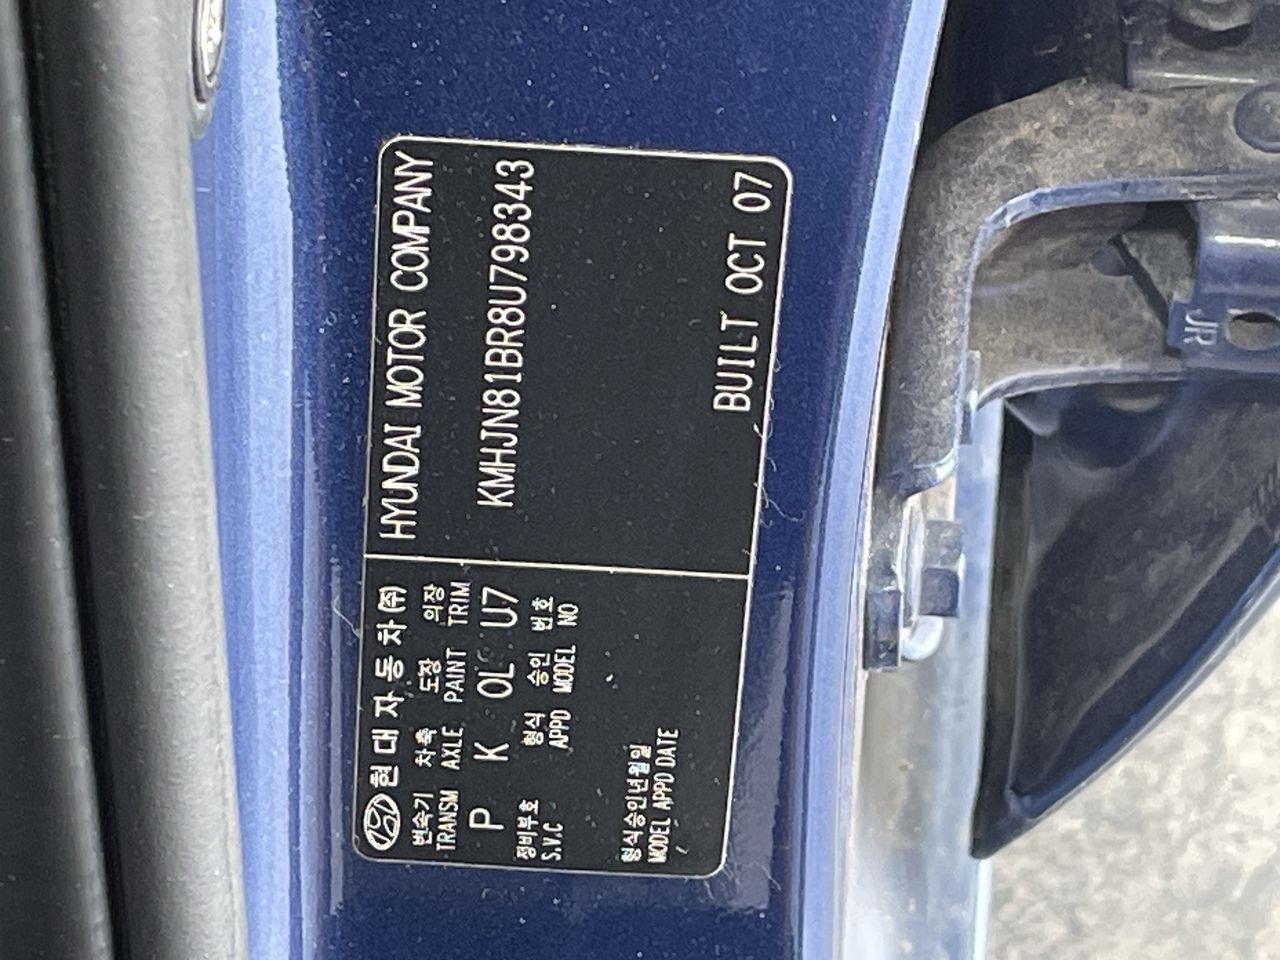 현대자동차㈜
변속기 차축 도장 의장
TRANSM AXLE PAINT TRIM
P K OL U7
정비부호 형식 승인 번호
S.V.C APPD MODEL NO
형식승인년월일
MODEL APPD DATE
HYUNDAI MOTOR COMPANY
KMHJN81BR8U798343
BUILT OCT 07
JR